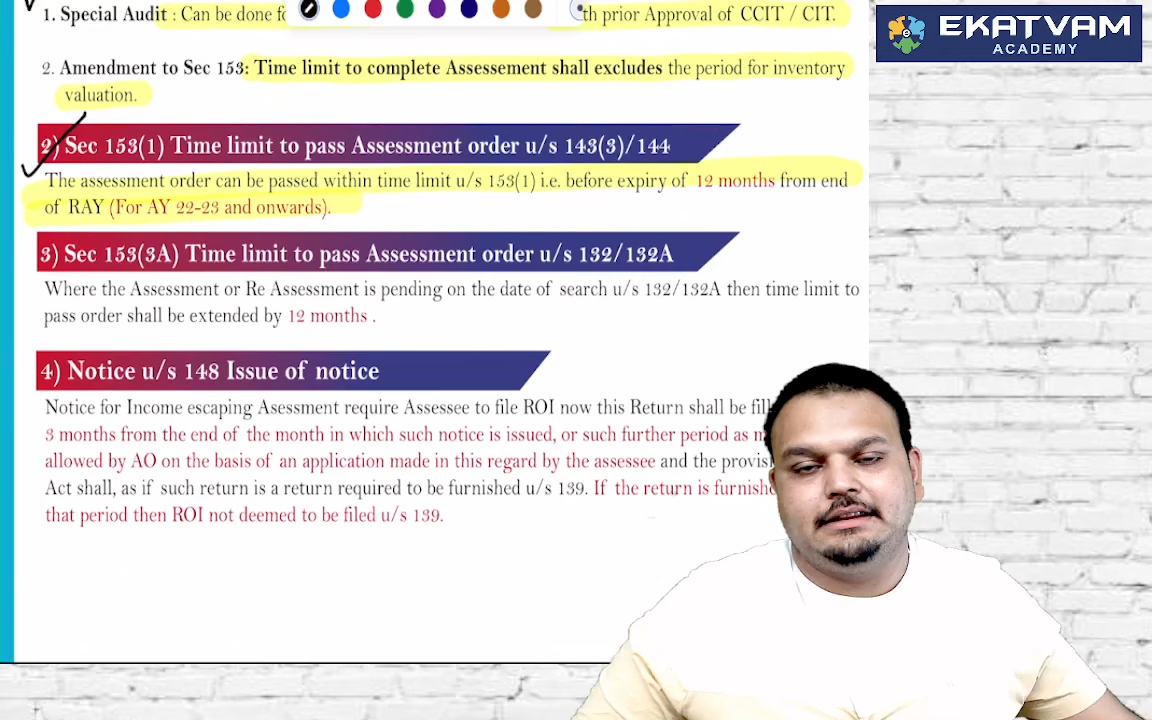 1. Special Audit : Can be done fo th prior Approval of CCIT / CIT.
EKATVAM
ACADEMY
2. Amendment to Sec 153: Time limit to complete Assessement shall excludes the period for inventory
valuation.
2) Sec 153(1) Time limit to pass Assessment order u/s 143(3)/144
The assessment order can be passed within time limit u/s 153(1) i.e. before expiry of 12 months from end
of RAY (For AY 22-23 and onwards).
3) Sec 153(3A) Time limit to pass Assessment order u/s 132/132A
Where the Assessment or Re Assessment is pending on the date of search u/s 132/132A then time limit to
pass order shall be extended by 12 months .
4) Notice u/s 148 Issue of notice
Notice for Income escaping Asessment require Assessee to file ROI now this Return shall be
3 months from the end of the month in which such notice is issued, or such further period as
allowed by AO on the basis of an application made in this regard by the assessee and the
Act shall, as if such return is a return required to be furnished u/s 139. If the return is
that period then ROI not deemed to be filed u/s 139.